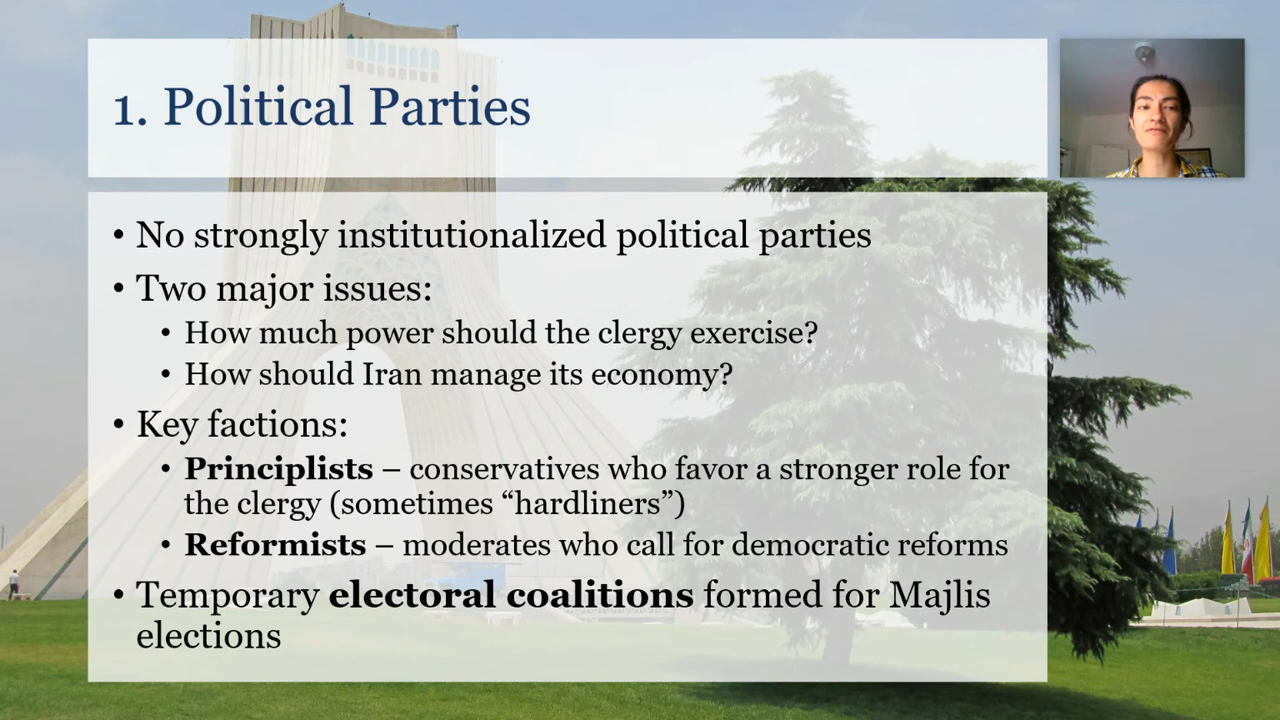 1. Political Parties
• No strongly institutionalized political parties
• Two major issues:
• How much power should the clergy exercise?
• How should Iran manage its economy?
• Key factions:
• Principlists – conservatives who favor a stronger role for
the clergy (sometimes “hardliners”)
• Reformists – moderates who call for democratic reforms
• Temporary electoral coalitions formed for Majlis
elections